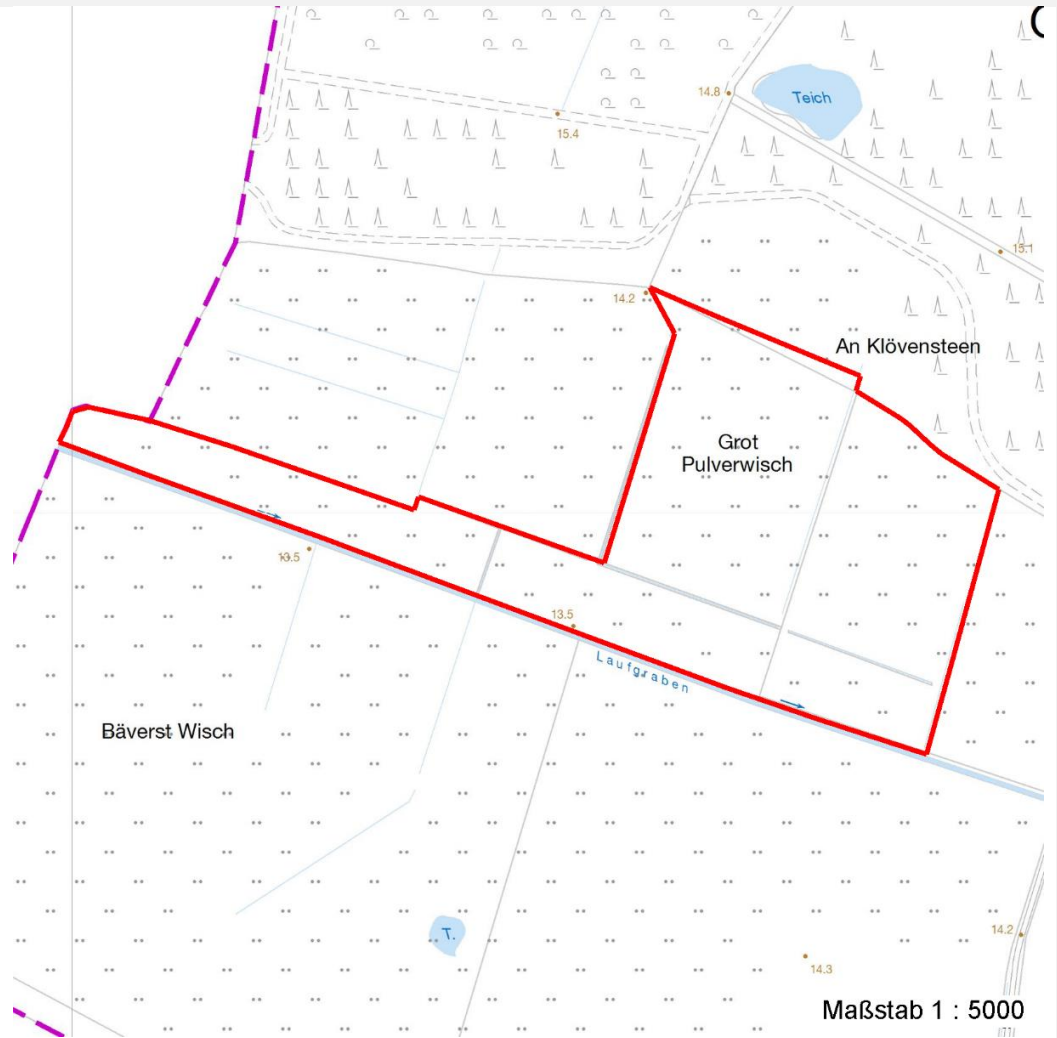 14.8
Teich
15.4
15.1
14.2
An Klövensteen
Grot
Pulverwisch
13.5
13.5
Laufgraben
Bäverst Wisch
T.
14.2
14.3
Maßstab 1 : 5000